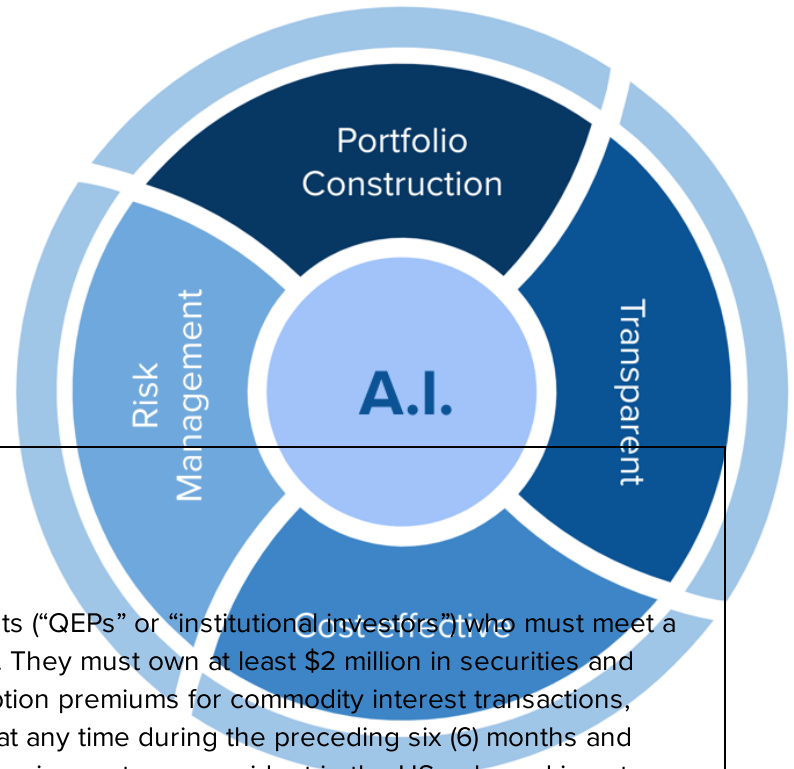 Portfolio
Construction
Transparent
A.I.
Risk
Management
Cost-effective
ts (“QEPs” or “institutional investors”) who must meet a
. They must own at least $2 million in securities and
tion premiums for commodity interest transactions,
at any time during the preceding six (6) months and